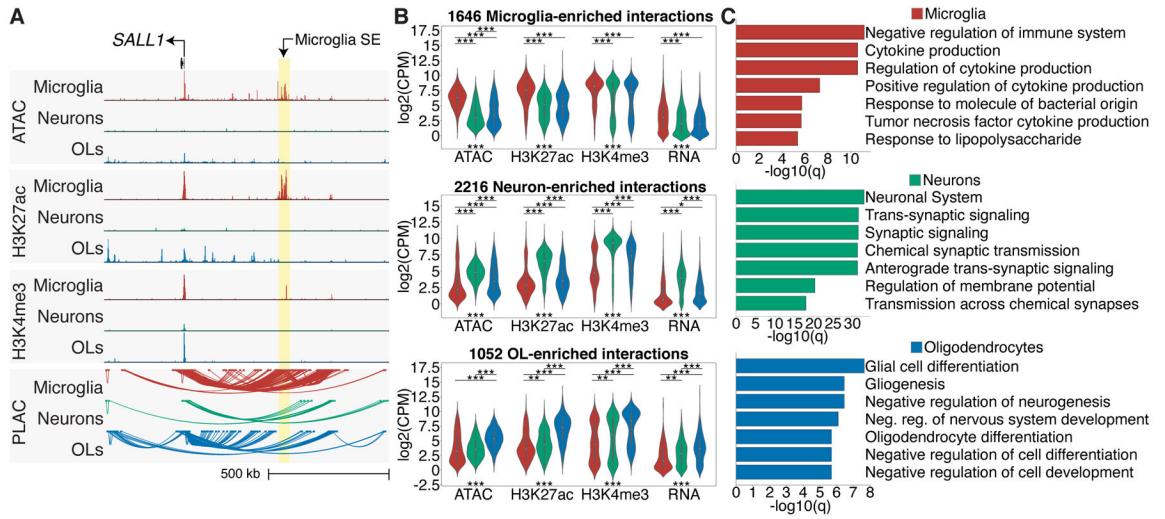 A
SALL1
Microglia SE
ATAC
Microglia
Neurons
OLs
H3K27ac
Microglia
Neurons
OLs
H3K4me3
Microglia
Neurons
OLs
PLAC
Microglia
Neurons
OLs
500 kb
B
1646 Microglia-enriched interactions
log2(CPM)
17.5
15
12.5
10
7.5
5.0
2.5
0
*** *** *** ***
*** *** *** ***
*** *** *** ***
*** *** *** ***
ATAC H3K27ac H3K4me3 RNA
2216 Neuron-enriched interactions
log2(CPM)
15
12.5
10
7.5
5.0
2.5
0
*** *** *** ***
*** *** *** *
*** *** *** ***
*** *** *** ***
ATAC H3K27ac H3K4me3 RNA
1052 OL-enriched interactions
log2(CPM)
17.5
15
12.5
10
7.5
5.0
2.5
0
-2.5
*** *** *** ***
*** *** *** ***
** ** **
*** *** *** ***
ATAC H3K27ac H3K4me3 RNA
C
Microglia
Negative regulation of immune system
Cytokine production
Regulation of cytokine production
Positive regulation of cytokine production
Response to molecule of bacterial origin
Tumor necrosis factor cytokine production
Response to lipopolysaccharide
0 2 4 6 8 10
-log10(q)
Neurons
Neuronal System
Trans-synaptic signaling
Synaptic signaling
Chemical synaptic transmission
Anterograde trans-synaptic signaling
Regulation of membrane potential
Transmission across chemical synapses
0 5 10 15 20 25 30
-log10(q)
Oligodendrocytes
Glial cell differentiation
Gliogenesis
Negative regulation of neurogenesis
Neg. reg. of nervous system development
Oligodendrocyte differentiation
Negative regulation of cell differentiation
Negative regulation of cell development
0 1 2 3 4 5 6 7 8
-log10(q)